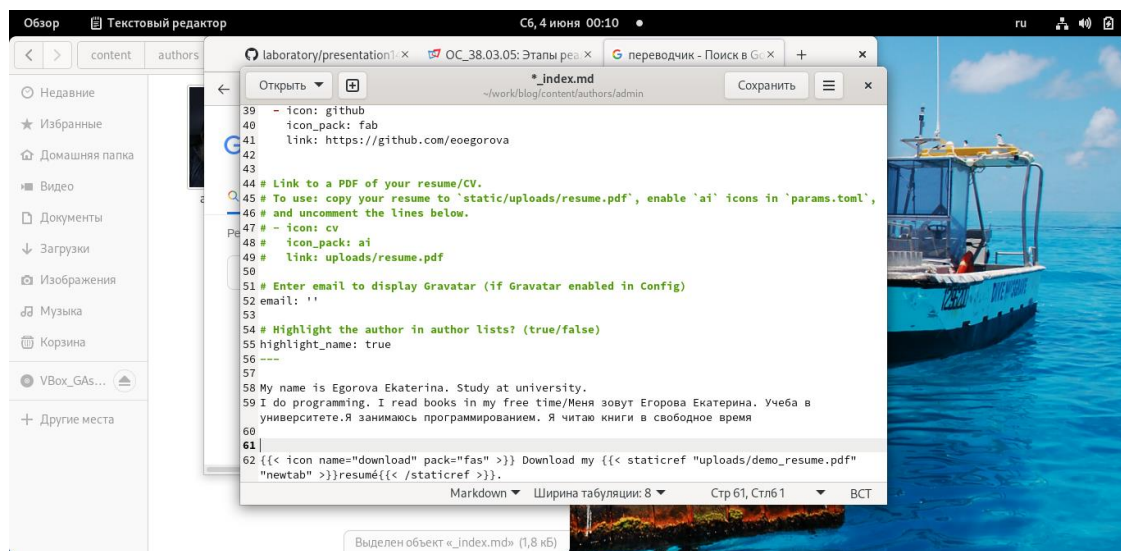 Обзор Текстовый редактор Сб, 4 июня 00:10 ru
content authors
laboratory/presentation1 ОС_38.03.05: Этапы реа переводчик - Поиск в Go
Открыть *_index.md Сохранить
~/work/blog/content/authors/admin
Недавние
Избранные
Домашняя папка
Видео
Документы
Загрузки
Изображения
Музыка
Корзина
VBox_GAs...
+ Другие места
39 - icon: github
40 icon_pack: fab
41 link: https://github.com/eoegorova
42
43
44 # Link to a PDF of your resume/CV.
45 # To use: copy your resume to `static/uploads/resume.pdf`, enable `ai` icons in `params.toml`,
46 # and uncomment the lines below.
47 # - icon: cv
48 # icon_pack: ai
49 # link: uploads/resume.pdf
50
51 # Enter email to display Gravatar (if Gravatar enabled in Config)
52 email: ''
53
54 # Highlight the author in author lists? (true/false)
55 highlight_name: true
56 ---
57
58 My name is Egorova Ekaterina. Study at university.
59 I do programming. I read books in my free time/Меня зовут Егорова Екатерина. Учеба в
университете.Я занимаюсь программированием. Я читаю книги в свободное время
60
61
62 {{< icon name="download" pack="fas" >}} Download my {{< staticref "uploads/demo_resume.pdf"
"newtab" >}}resumé{{< /staticref >}}.
Markdown Ширина табуляции: 8 Стр 61, Стлб 1 ВСТ
Выделен объект «_index.md» (1,8 кБ)